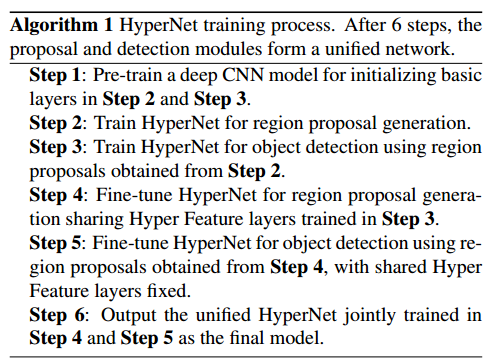 Algorithm 1 HyperNet training process. After 6 steps, the
proposal and detection modules form a unified network.
Step 1: Pre-train a deep CNN model for initializing basic
layers in Step 2 and Step 3.
Step 2: Train HyperNet for region proposal generation.
Step 3: Train HyperNet for object detection using region
proposals obtained from Step 2.
Step 4: Fine-tune HyperNet for region proposal genera-
tion sharing Hyper Feature layers trained in Step 3.
Step 5: Fine-tune HyperNet for object detection using re-
gion proposals obtained from Step 4, with shared Hyper
Feature layers fixed.
Step 6: Output the unified HyperNet jointly trained in
Step 4 and Step 5 as the final model.